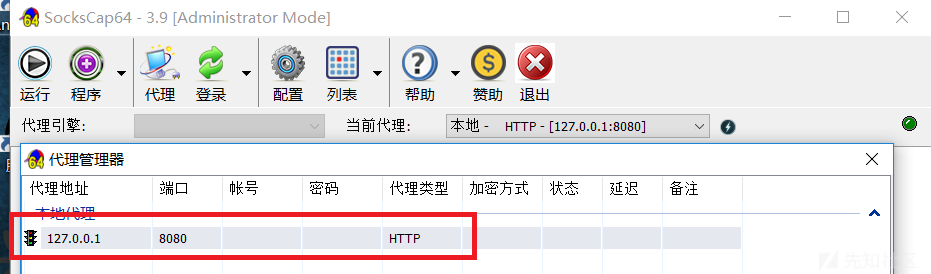 SocksCap64 - 3.9 [Administrator Mode]
运行 程序 代理 登录 配置 列表 帮助 赞助 退出
代理引擎: 当前代理: 本地 - HTTP - [127.0.0.1:8080]
64 代理管理器
代理地址 端口 帐号 密码 代理类型 加密方式 状态 延迟 备注
本地代理
127.0.0.1 8080 HTTP
先知社区